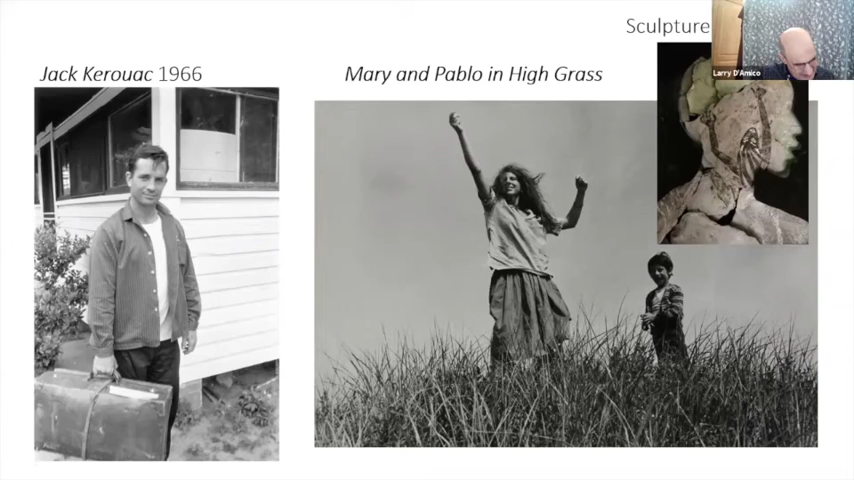 Sculpture
Larry D'Amico
Jack Kerouac 1966
Mary and Pablo in High Grass